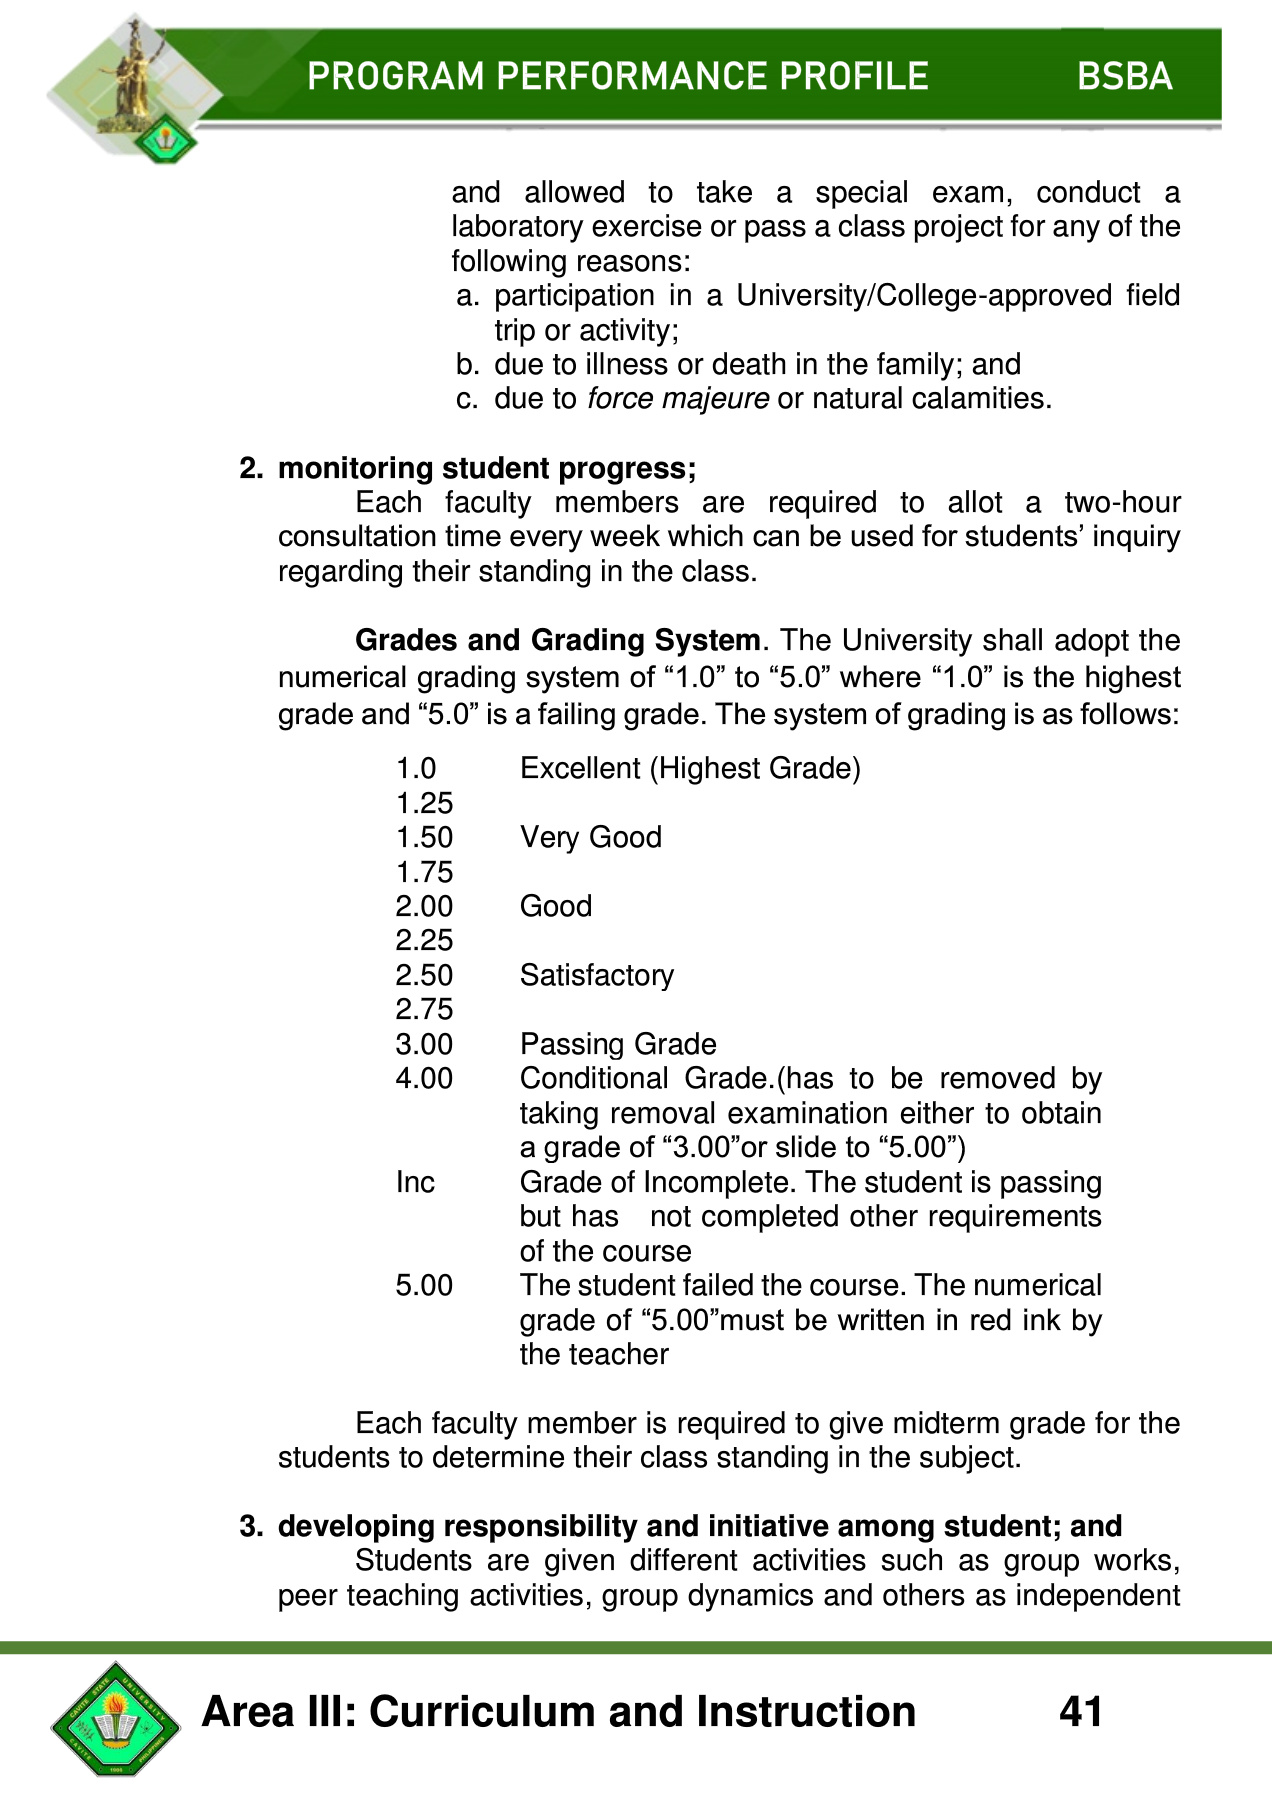 PROGRAM PERFORMANCE PROFILE BSBA
and allowed to take a special exam, conduct a
laboratory exercise or pass a class project for any of the
following reasons:
a. participation in a University/College-approved field
trip or activity;
b. due to illness or death in the family; and
c. due to force majeure or natural calamities.
2. monitoring student progress;
Each faculty members are required to allot a two-hour
consultation time every week which can be used for students’ inquiry
regarding their standing in the class.
Grades and Grading System. The University shall adopt the
numerical grading system of “1.0” to “5.0” where “1.0” is the highest
grade and “5.0” is a failing grade. The system of grading is as follows:
1.0 Excellent (Highest Grade)
1.25
1.50 Very Good
1.75
2.00 Good
2.25
2.50 Satisfactory
2.75
3.00 Passing Grade
4.00 Conditional Grade.(has to be removed by
taking removal examination either to obtain
a grade of “3.00”or slide to “5.00”)
Inc Grade of Incomplete. The student is passing
but has not completed other requirements
of the course
5.00 The student failed the course. The numerical
grade of “5.00”must be written in red ink by
the teacher
Each faculty member is required to give midterm grade for the
students to determine their class standing in the subject.
3. developing responsibility and initiative among student; and
Students are given different activities such as group works,
peer teaching activities, group dynamics and others as independent
CAVITE STATE UNIVERSITY
CAVITE 1906 PHILIPPINES
Area III: Curriculum and Instruction 41